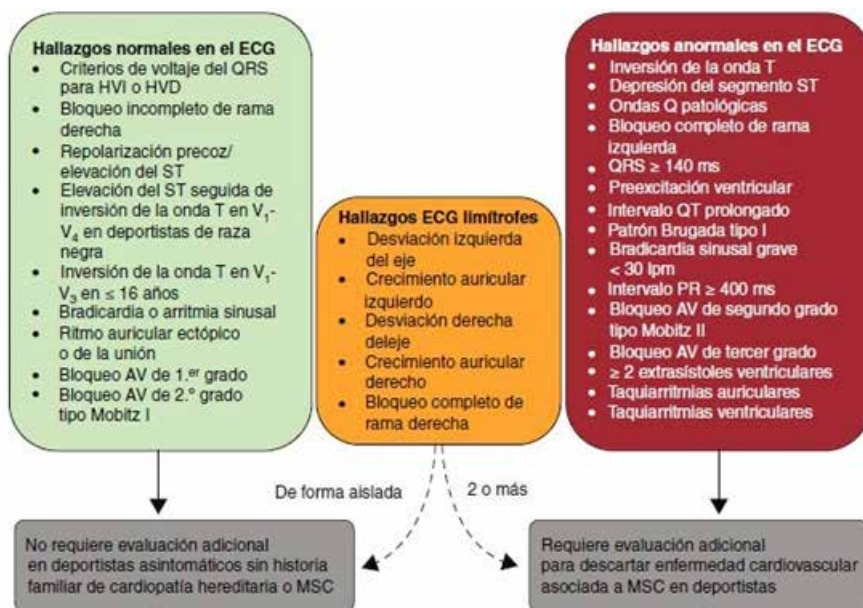 Hallazgos normales en el ECG
• Criterios de voltaje del QRS
para HVI o HVD
• Bloqueo incompleto de rama
derecha
• Repolarización precoz/
elevación del ST
• Elevación del ST seguida de
inversión de la onda T en V1-
V4 en deportistas de raza
negra
• Inversión de la onda T en V1-
V3 en ≤ 16 años
• Bradicardia o arritmia sinusal
• Ritmo auricular ectópico
o de la unión
• Bloqueo AV de 1.er grado
• Bloqueo AV de 2.º grado
tipo Mobitz I
Hallazgos ECG limítrofes
• Desviación izquierda
del eje
• Crecimiento auricular
izquierdo
• Desviación derecha
deleje
• Crecimiento auricular
derecho
• Bloqueo completo de
rama derecha
Hallazgos anormales en el ECG
• Inversión de la onda T
• Depresión del segmento ST
• Ondas Q patológicas
• Bloqueo completo de rama
izquierda
• QRS ≥ 140 ms
• Preexcitación ventricular
• Intervalo QT prolongado
• Patrón Brugada tipo I
• Bradicardia sinusal grave
< 30 lpm
• Intervalo PR ≥ 400 ms
• Bloqueo AV de segundo grado
tipo Mobitz II
• Bloqueo AV de tercer grado
• ≥ 2 extrasístoles ventriculares
• Taquiarritmias auriculares
• Taquiarritmias ventriculares
De forma aislada
2 o más
No requiere evaluación adicional
en deportistas asintomáticos sin historia
familiar de cardiopatía hereditaria o MSC
Requiere evaluación adicional
para descartar enfermedad cardiovascular
asociada a MSC en deportistas